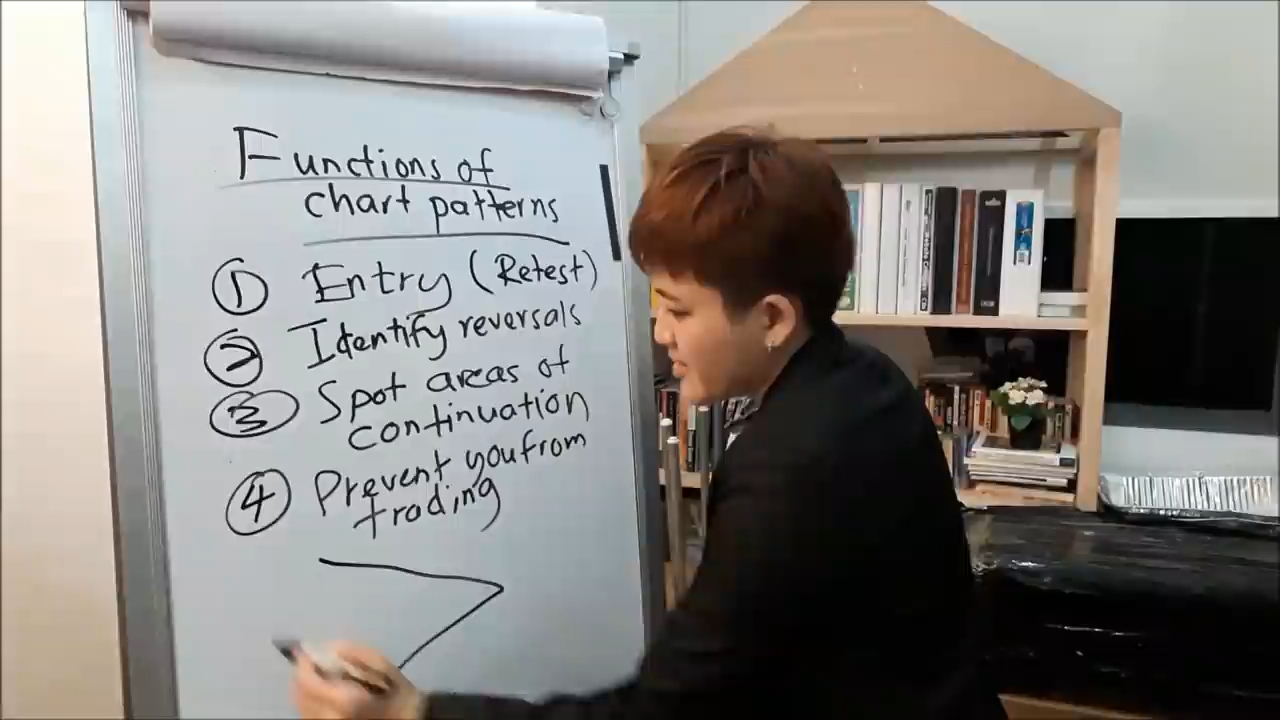 Functions of
chart patterns
① Entry (Retest)
② Identify reversals
③ Spot areas of
continuation
④ Prevent you from
trading